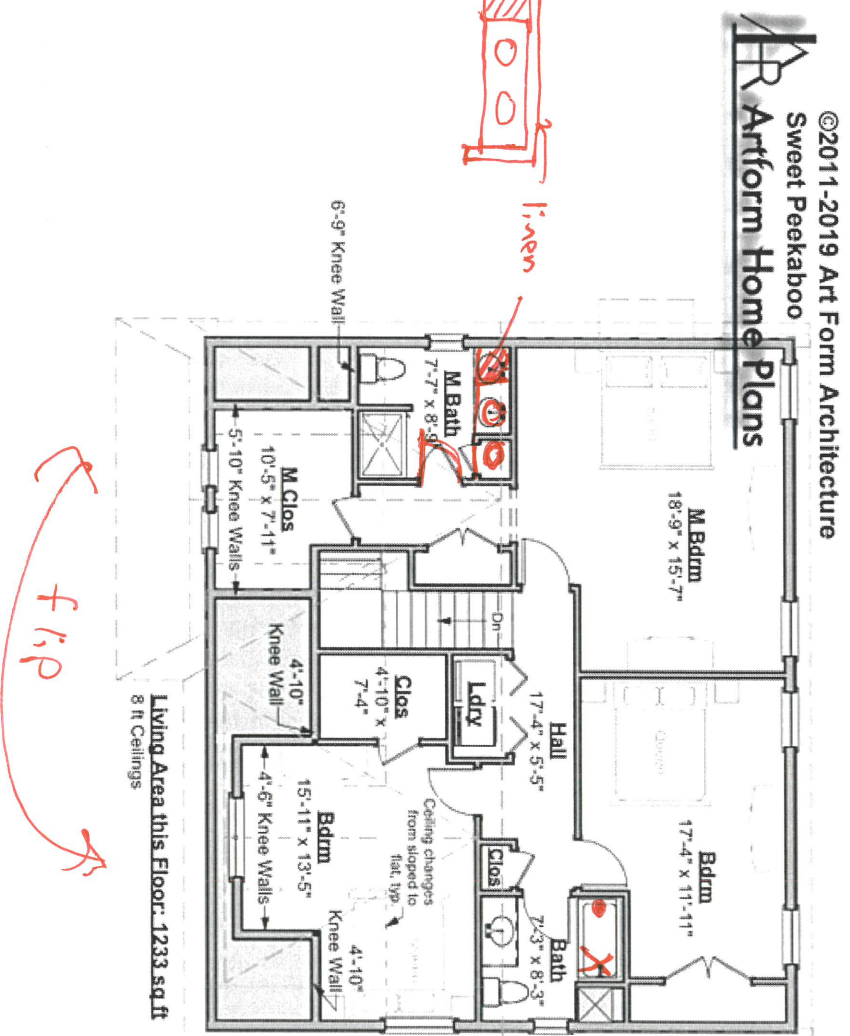 ©2011-2019 Art Form Architecture
Sweet Peekaboo
Artform Home Plans
linen
6'-9" Knee Wall
M Bath
7'-7" x 8'-9"
M Bdrm
18'-9" x 15'-7"
M Clos
10'-5" x 7'-11"
5'-10" Knee Walls
Dn
Hall
17'-4" x 5'-5"
Ldry
Clos
4'-10" x
7'-4"
4'-10"
Knee Wall
Bdrm
17'-4" x 11'-11"
Queen
Bdrm
15'-11" x 13'-5"
4'-6" Knee Walls
Ceiling changes
from sloped to
flat, typ.
Clos
Bath
7'-3" x 8'-3"
4'-10"
Knee Wall
flip
Living Area this Floor: 1233 sq ft
8 ft Ceilings